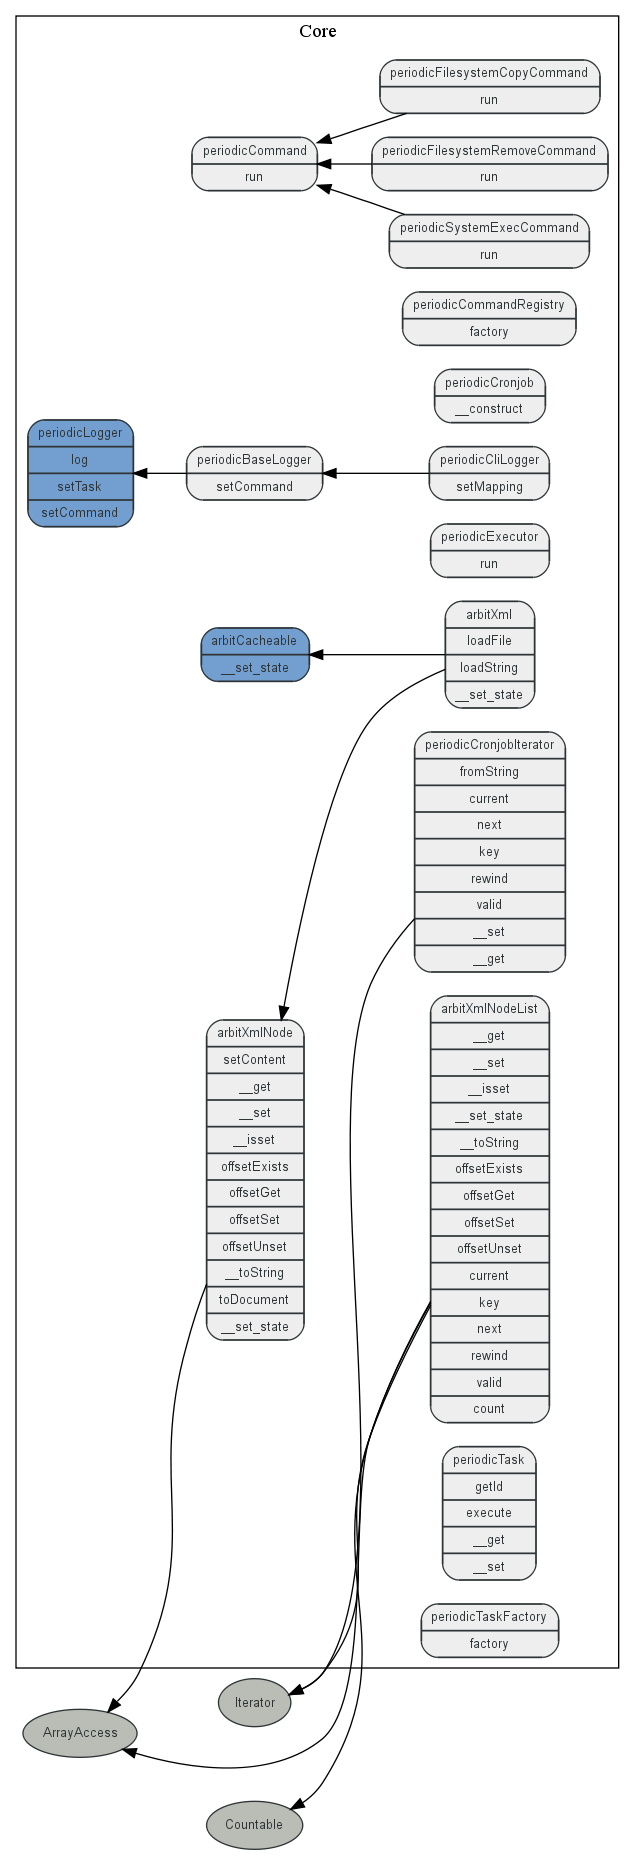 Core
periodicFilesystemCopyCommand
run
periodicCommand
run
periodicFilesystemRemoveCommand
run
periodicSystemExecCommand
run
periodicCommandRegistry
factory
periodicCronjob
__construct
periodicLogger
log
setTask
setCommand
periodicBaseLogger
setCommand
periodicCliLogger
setMapping
periodicExecutor
run
arbitCacheable
__set_state
arbitXml
loadFile
loadString
__set_state
periodicCronjobIterator
fromString
current
next
key
rewind
valid
__set
__get
arbitXmlNode
setContent
__get
__set
__isset
offsetExists
offsetGet
offsetSet
offsetUnset
__toString
toDocument
__set_state
arbitXmlNodeList
__get
__set
__isset
__set_state
__toString
offsetExists
offsetGet
offsetSet
offsetUnset
current
key
next
rewind
valid
count
periodicTask
getId
execute
__get
__set
periodicTaskFactory
factory
Iterator
ArrayAccess
Countable